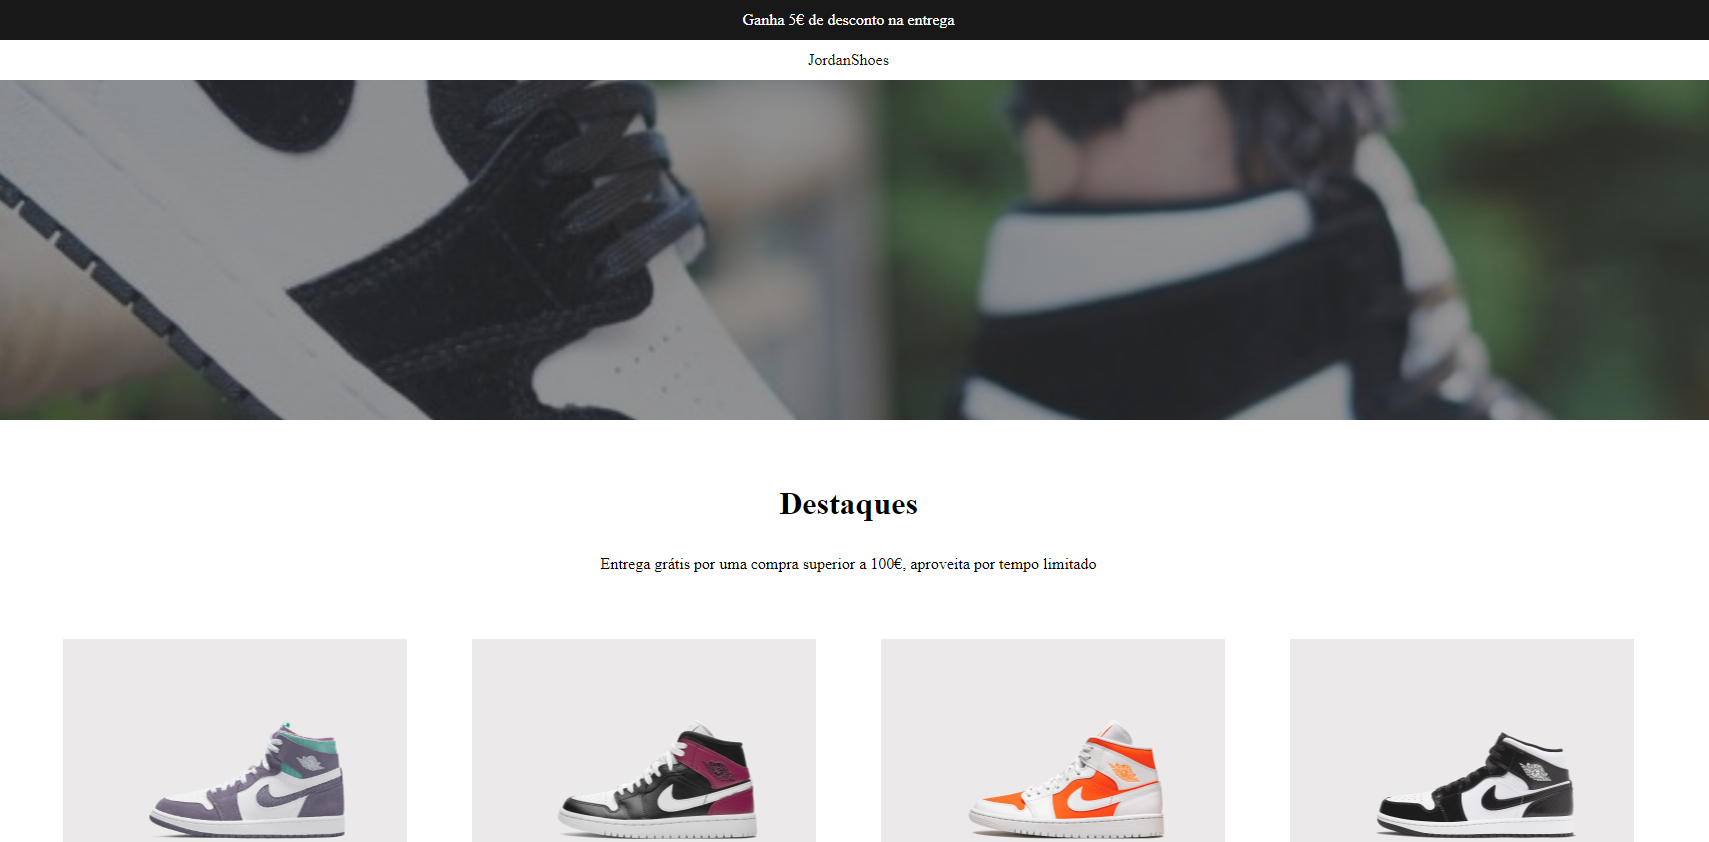 Ganha 5€ de desconto na entrega
JordanShoes
Destaques
Entrega grátis por uma compra superior a 100€, aproveita por tempo limitado